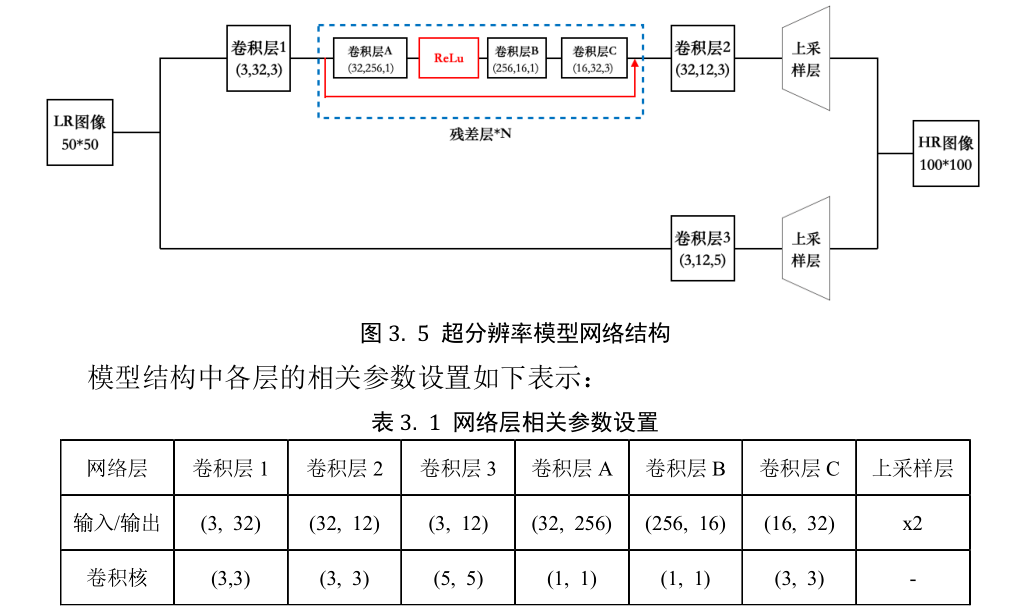 卷积层1
(3,32,3)
卷积层A
(32,256,1)
ReLu
卷积层B
(256,16,1)
卷积层C
(16,32,3)
残差层*N
卷积层2
(32,12,3)
上采
样层
LR图像
50*50
HR图像
100*100
卷积层3
(3,12,5)
上采
样层
图 3. 5 超分辨率模型网络结构
模型结构中各层的相关参数设置如下表示：
表 3. 1 网络层相关参数设置
网络层 卷积层 1 卷积层 2 卷积层 3 卷积层 A 卷积层 B 卷积层 C 上采样层
输入/输出 (3, 32) (32, 12) (3, 12) (32, 256) (256, 16) (16, 32) x2
卷积核 (3,3) (3, 3) (5, 5) (1, 1) (1, 1) (3, 3) -